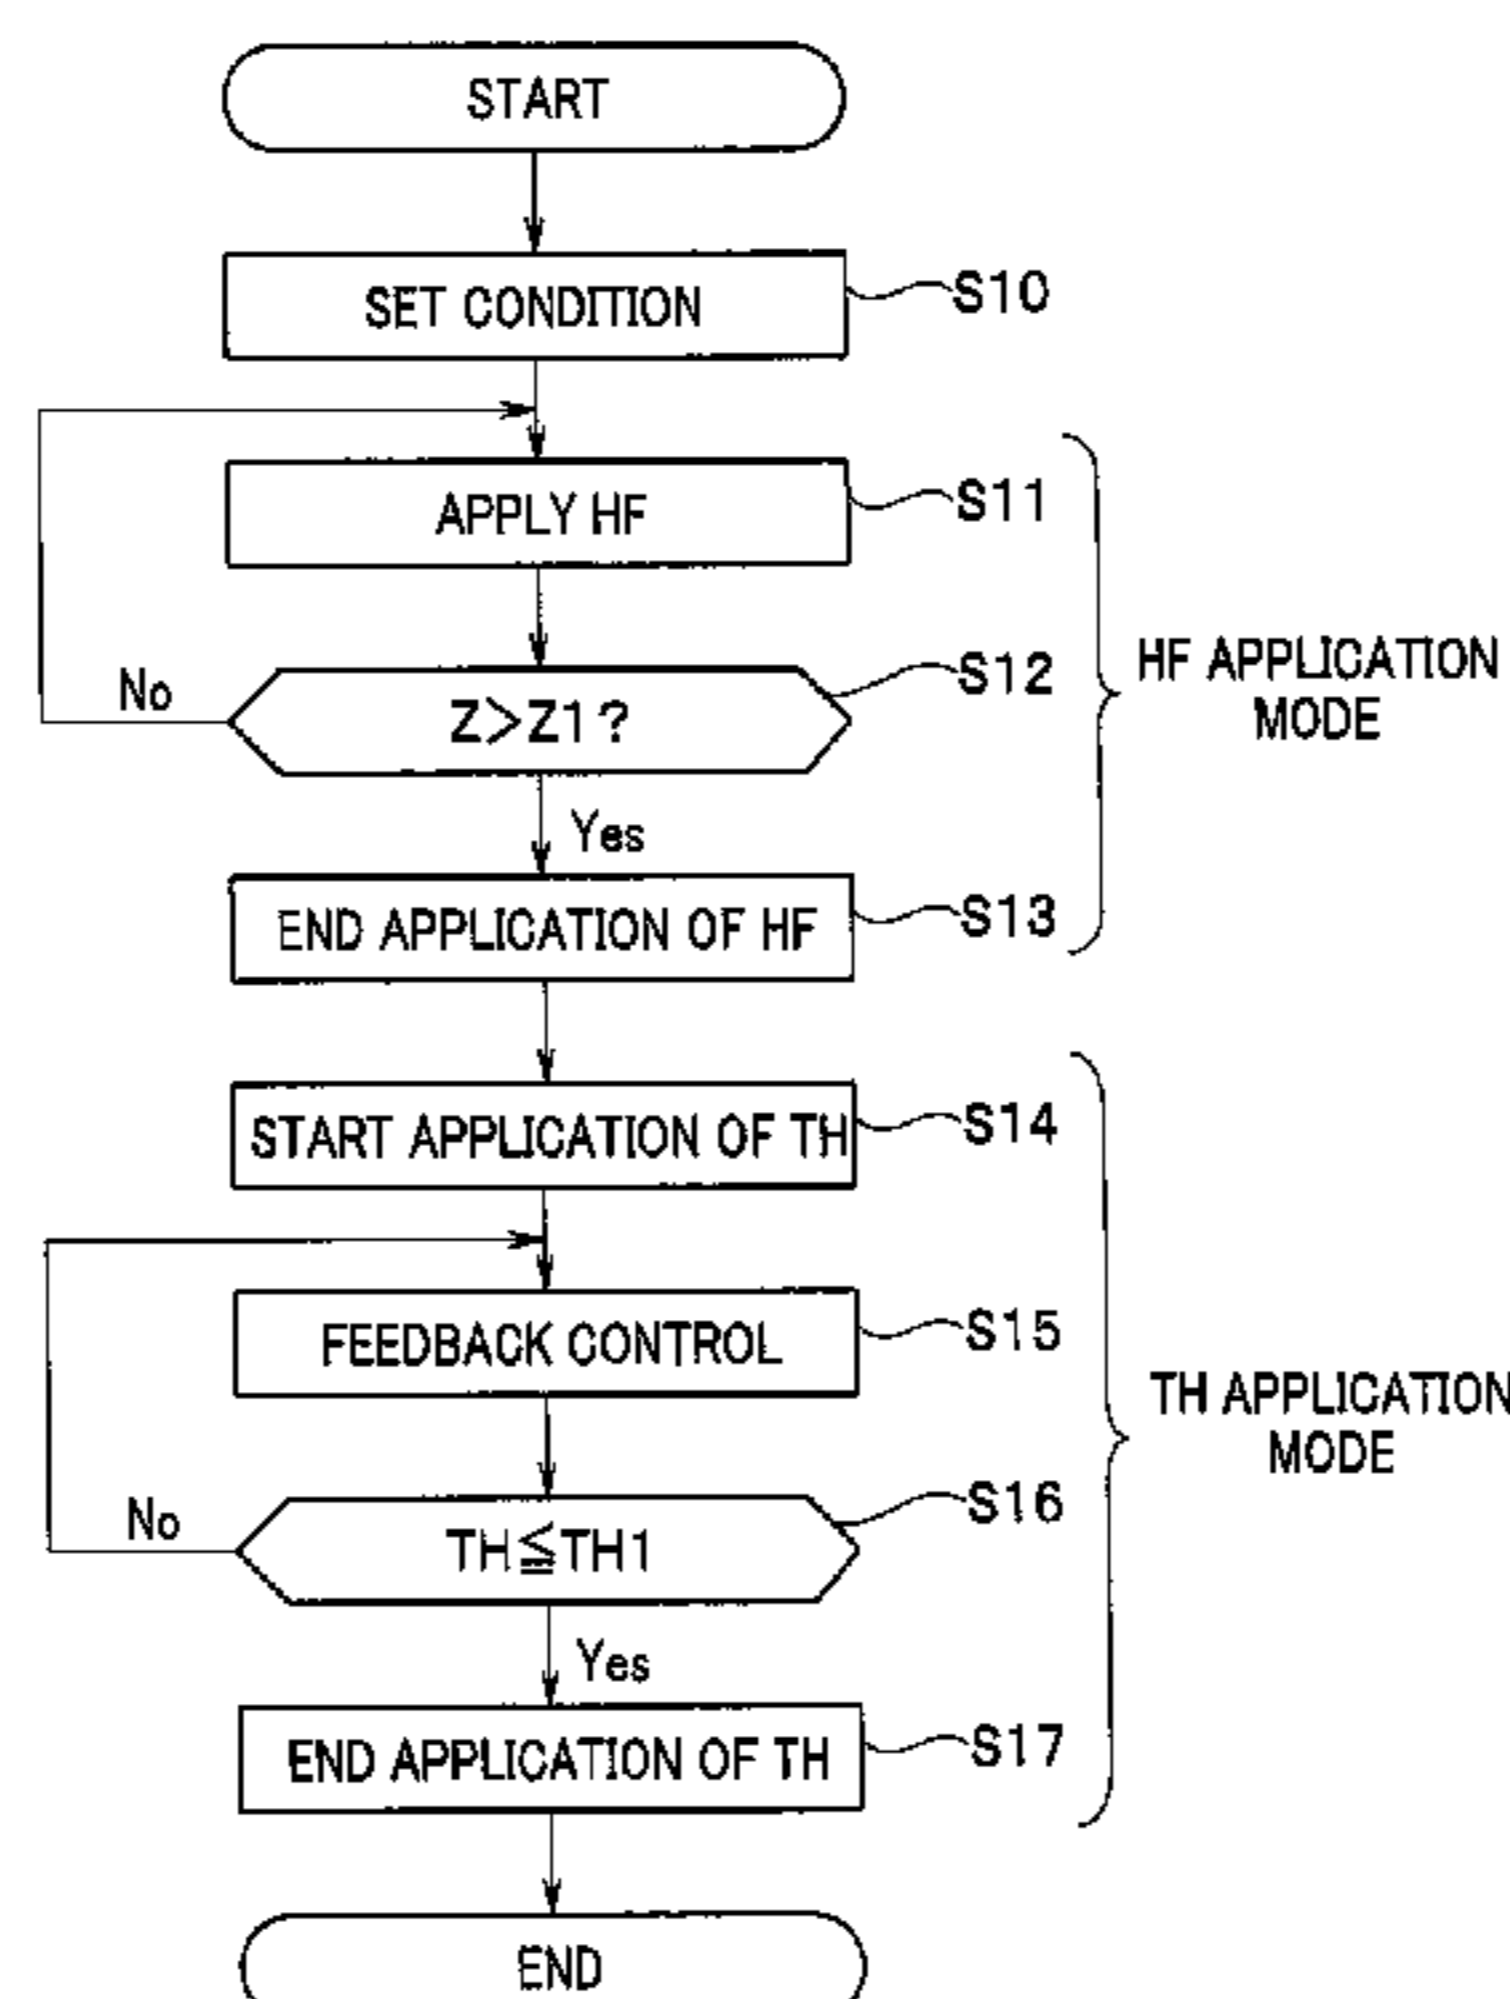 START
SET CONDITION
S10
APPLY HF
S11
No
Z>Z1?
S12
HF APPLICATION
MODE
Yes
END APPLICATION OF HF
S13
START APPLICATION OF TH
S14
FEEDBACK CONTROL
S15
TH APPLICATION
MODE
No
TH≦TH1
S16
Yes
END APPLICATION OF TH
S17
END